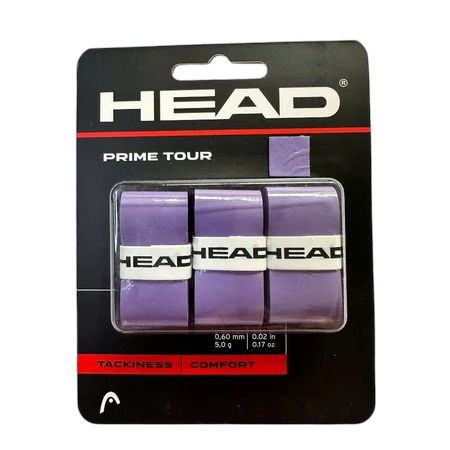 HEAD®
PRIME TOUR
HEAD HEAD HEAD
0,60 mm 0.02 in
5,0 g 0.17 oz
TACKINESS COMFORT